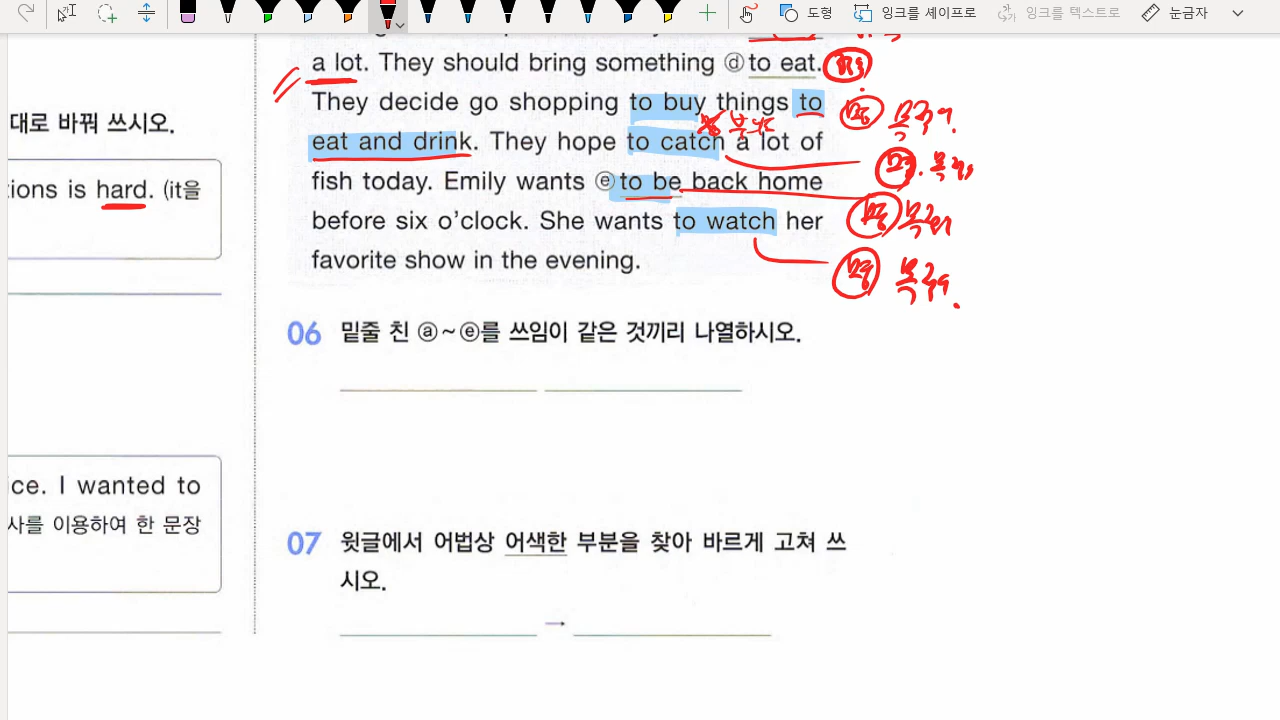 도형 잉크를 셰이프로 잉크를 텍스트로 눈금자
a lot. They should bring something ⓓto eat.
They decide go shopping to buy things to
eat and drink. They hope to catch a lot of
fish today. Emily wants ⓔto be back home
before six o’clock. She wants to watch her
favorite show in the evening.
대로 바꿔 쓰시오.
tions is hard. (it을
ice. I wanted to
사를 이용하여 한 문장
06 밑줄 친 ⓐ~ⓔ를 쓰임이 같은 것끼리 나열하시오.
07 윗글에서 어법상 어색한 부분을 찾아 바르게 고쳐 쓰
시오.
→